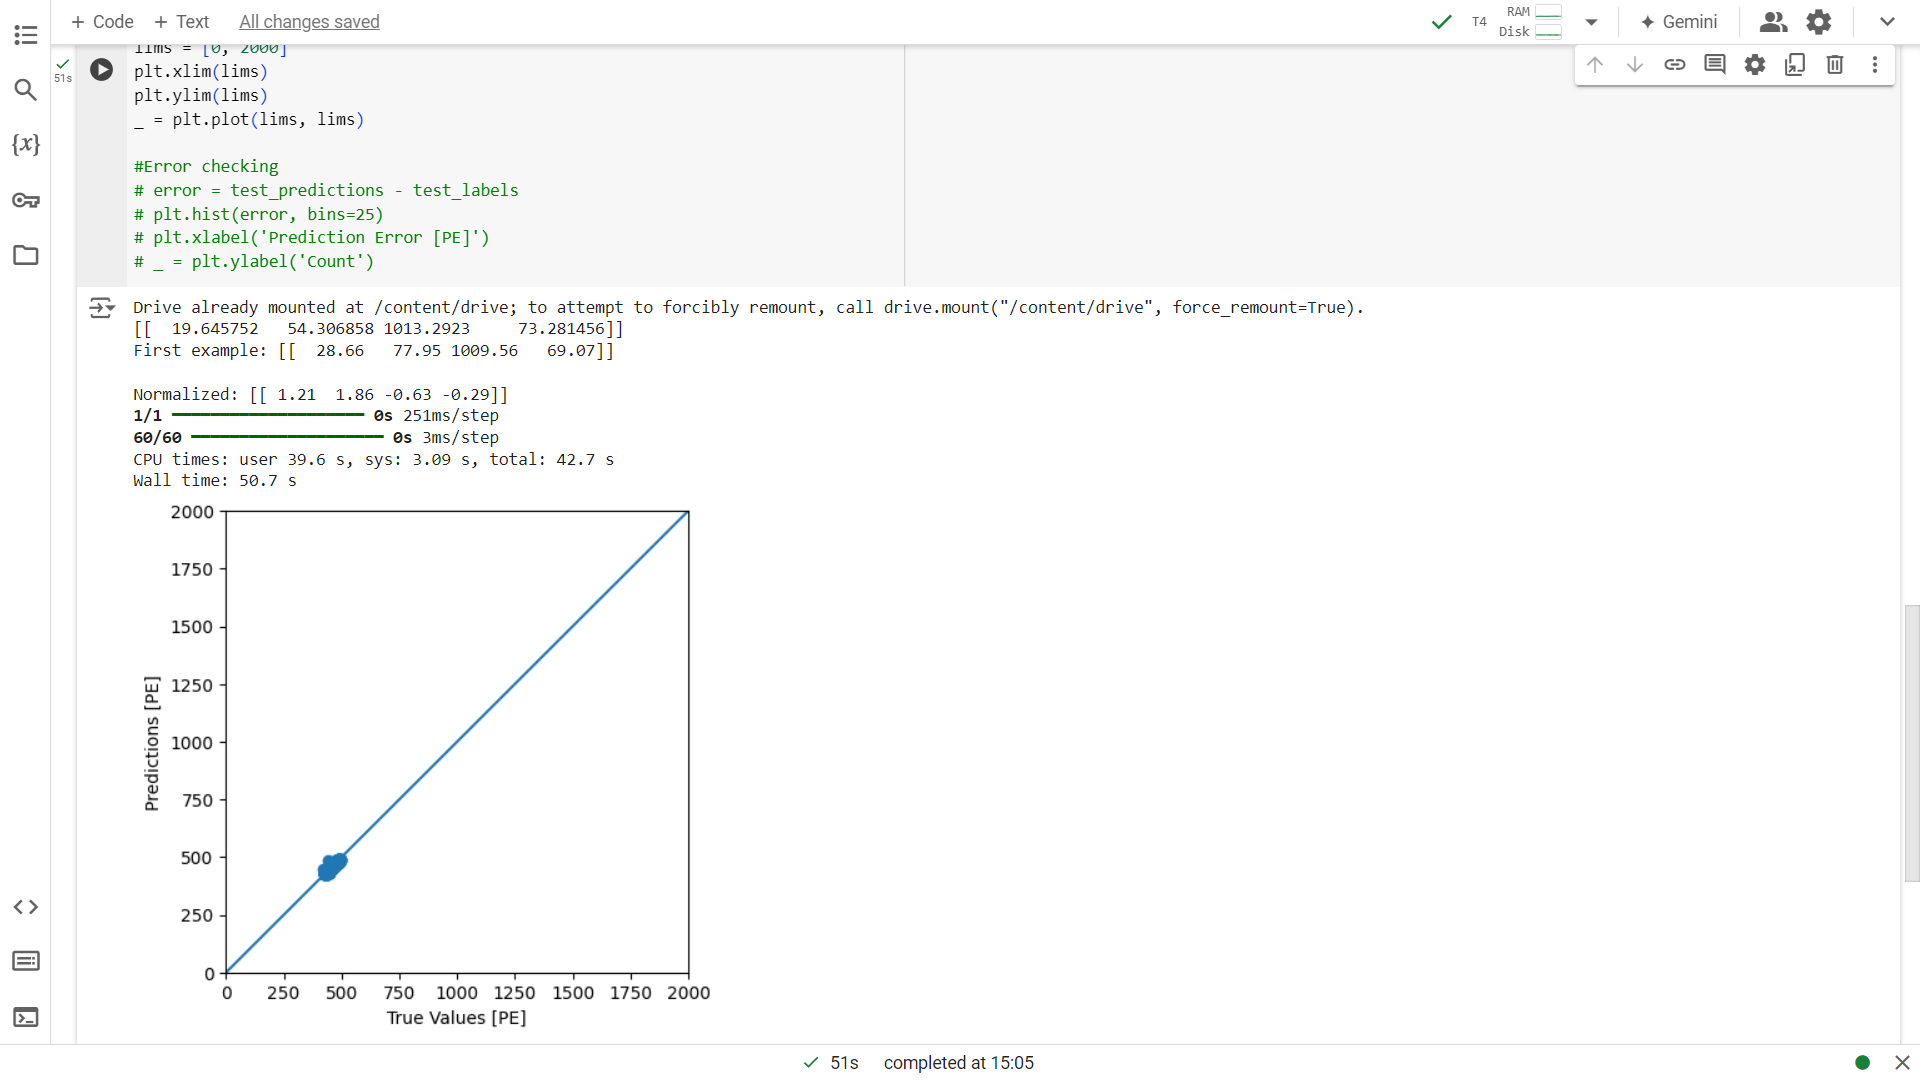 + Code + Text All changes saved
T4 RAM Disk Gemini
lims = [0, 2000]
51s
plt.xlim(lims)
plt.ylim(lims)
_ = plt.plot(lims, lims)
#Error checking
# error = test_predictions - test_labels
# plt.hist(error, bins=25)
# plt.xlabel('Prediction Error [PE]')
# _ = plt.ylabel('Count')
{x}
Drive already mounted at /content/drive; to attempt to forcibly remount, call drive.mount("/content/drive", force_remount=True).
[[  19.645752   54.306858 1013.2923     73.281456]]
First example: [[  28.66   77.95 1009.56   69.07]]
Normalized: [[ 1.21  1.86 -0.63 -0.29]]
1/1 0s 251ms/step
60/60 0s 3ms/step
CPU times: user 39.6 s, sys: 3.09 s, total: 42.7 s
Wall time: 50.7 s
2000
1750
1500
1250
1000
750
500
250
0
Predictions [PE]
0 250 500 750 1000 1250 1500 1750 2000
True Values [PE]
51s completed at 15:05